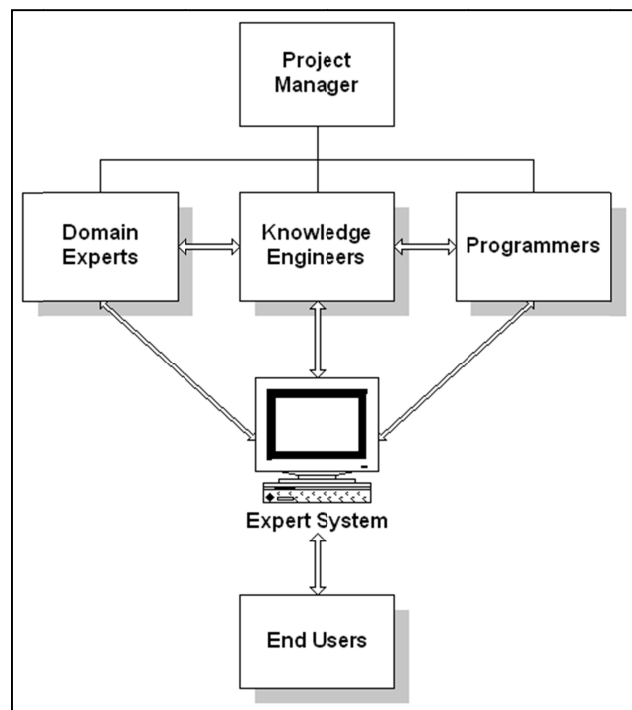 Project
Manager
Domain
Experts
Knowledge
Engineers
Programmers
Expert System
End Users